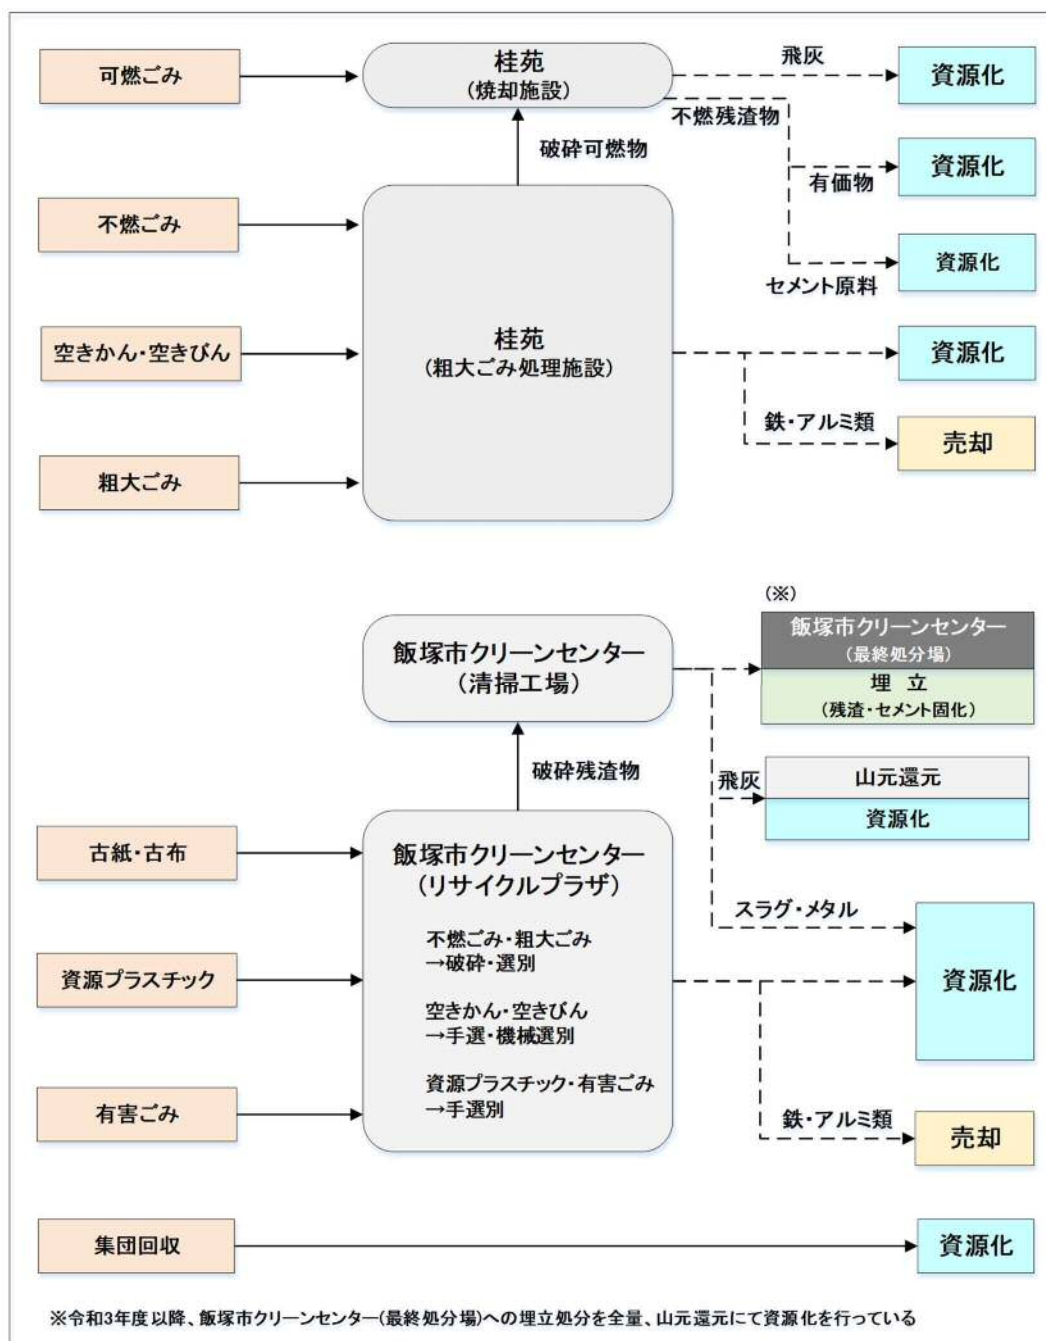 可燃ごみ
桂苑
(焼却施設)
飛灰
資源化
不燃残渣物
破砕可燃物
有価物
資源化
不燃ごみ
セメント原料
資源化
空きかん・空きびん
桂苑
(粗大ごみ処理施設)
資源化
鉄・アルミ類
売却
粗大ごみ
(※)
飯塚市クリーンセンター
(清掃工場)
飯塚市クリーンセンター
(最終処分場)
埋 立
(残渣・セメント固化)
破砕残渣物
飛灰
山元還元
資源化
古紙・古布
飯塚市クリーンセンター
(リサイクルプラザ)
スラグ・メタル
資源化
不燃ごみ・粗大ごみ
→破砕・選別
資源プラスチック
空きかん・空きびん
→手選・機械選別
資源プラスチック・有害ごみ
→手選別
有害ごみ
鉄・アルミ類
売却
集団回収
資源化
※令和3年度以降、飯塚市クリーンセンター(最終処分場)への埋立処分を全量、山元還元にて資源化を行っている